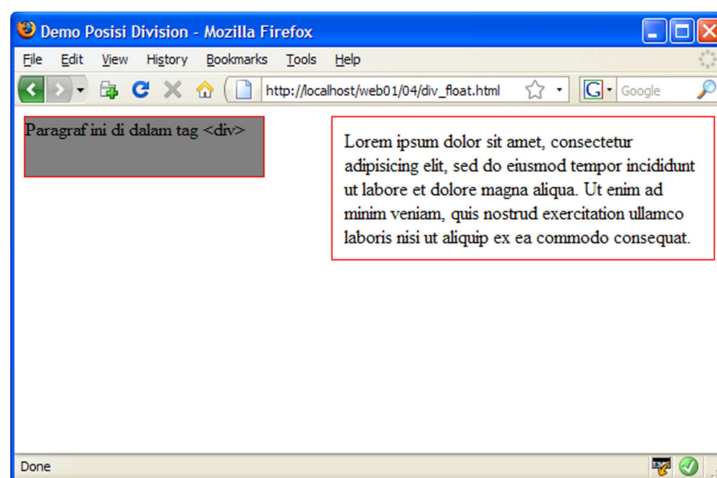 Demo Posisi Division - Mozilla Firefox
File Edit View History Bookmarks Tools Help
http://localhost/web01/04/div_float.html G Google
Paragraf ini di dalam tag <div>
Lorem ipsum dolor sit amet, consectetur
adipisicing elit, sed do eiusmod tempor incididunt
ut labore et dolore magna aliqua. Ut enim ad
minim veniam, quis nostrud exercitation ullamco
laboris nisi ut aliquip ex ea commodo consequat.
Done